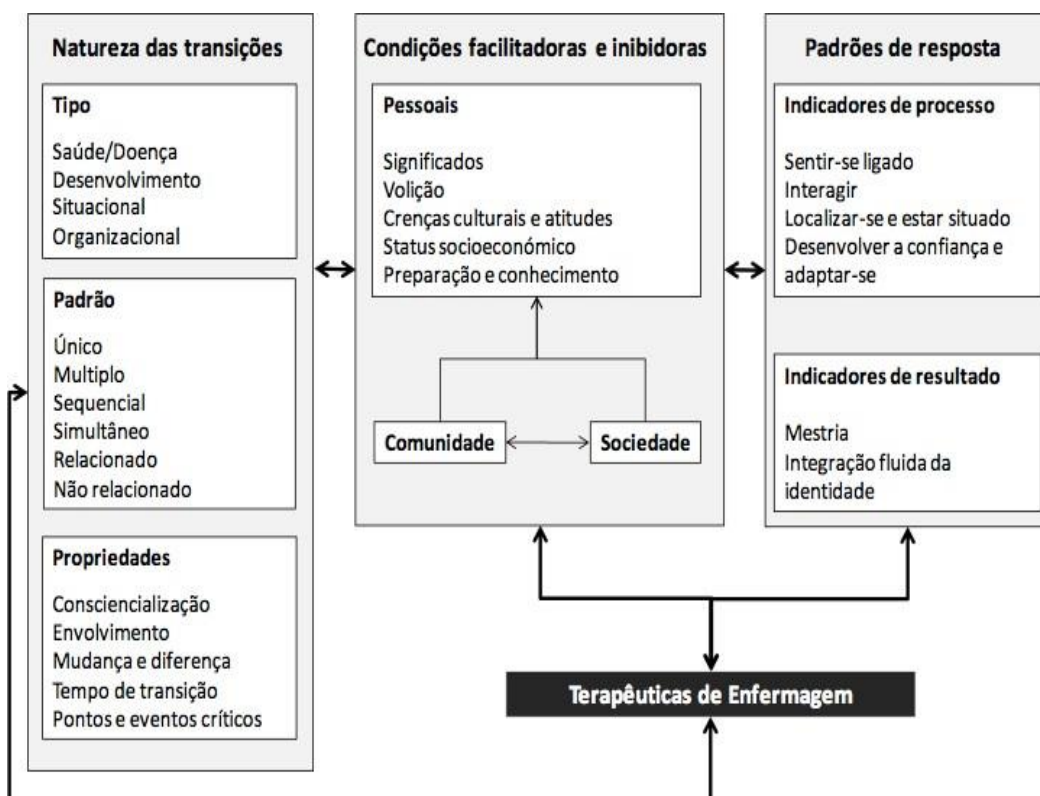 Natureza das transições
Tipo
Saúde/Doença
Desenvolvimento
Situacional
Organizacional
Padrão
Único
Multiplo
Sequencial
Simultâneo
Relacionado
Não relacionado
Propriedades
Consciencialização
Envolvimento
Mudança e diferença
Tempo de transição
Pontos e eventos críticos
Condições facilitadoras e inibidoras
Pessoais
Significados
Volição
Crenças culturais e atitudes
Status socioeconómico
Preparação e conhecimento
Comunidade
Sociedade
Padrões de resposta
Indicadores de processo
Sentir-se ligado
Interagir
Localizar-se e estar situado
Desenvolver a confiança e
adaptar-se
Indicadores de resultado
Mestria
Integração fluida da
identidade
Terapêuticas de Enfermagem